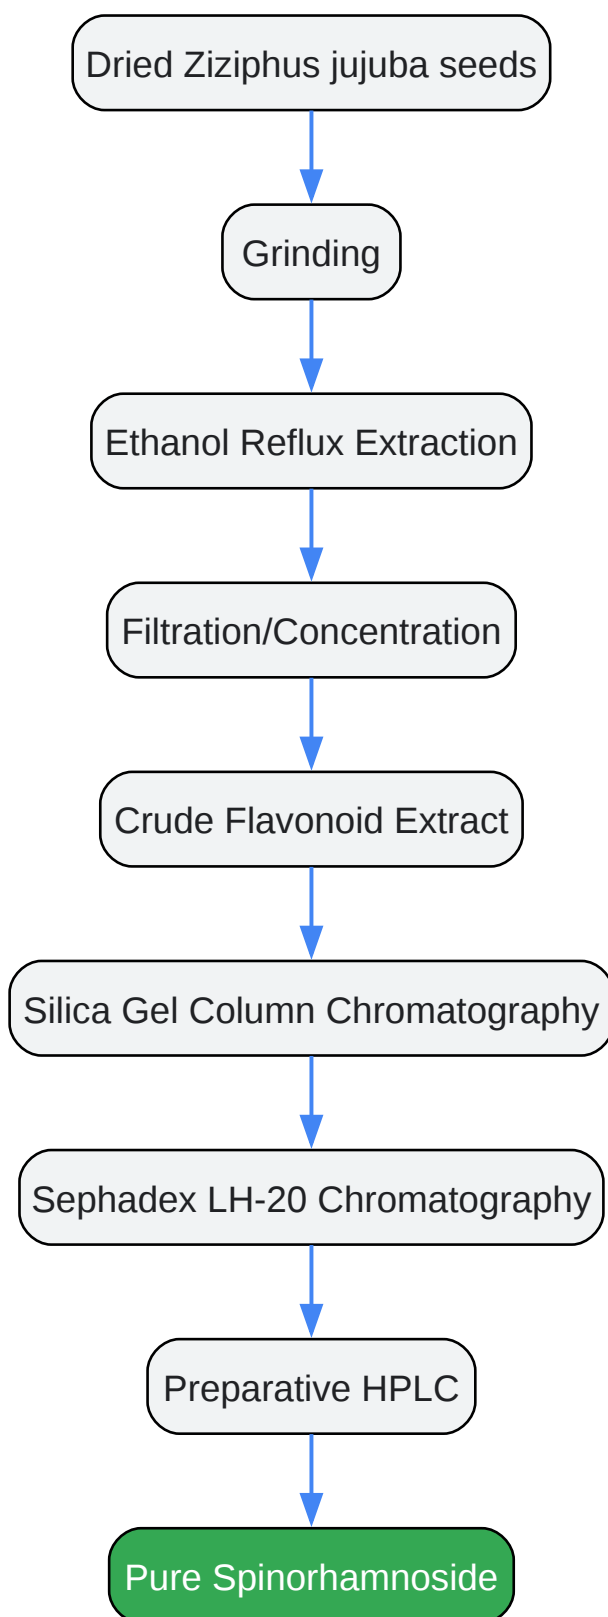 Dried Ziziphus jujuba seeds
Grinding
Ethanol Reflux Extraction
Filtration/Concentration
Crude Flavonoid Extract
Silica Gel Column Chromatography
Sephadex LH-20 Chromatography
Preparative HPLC
Pure Spinorhamnoside